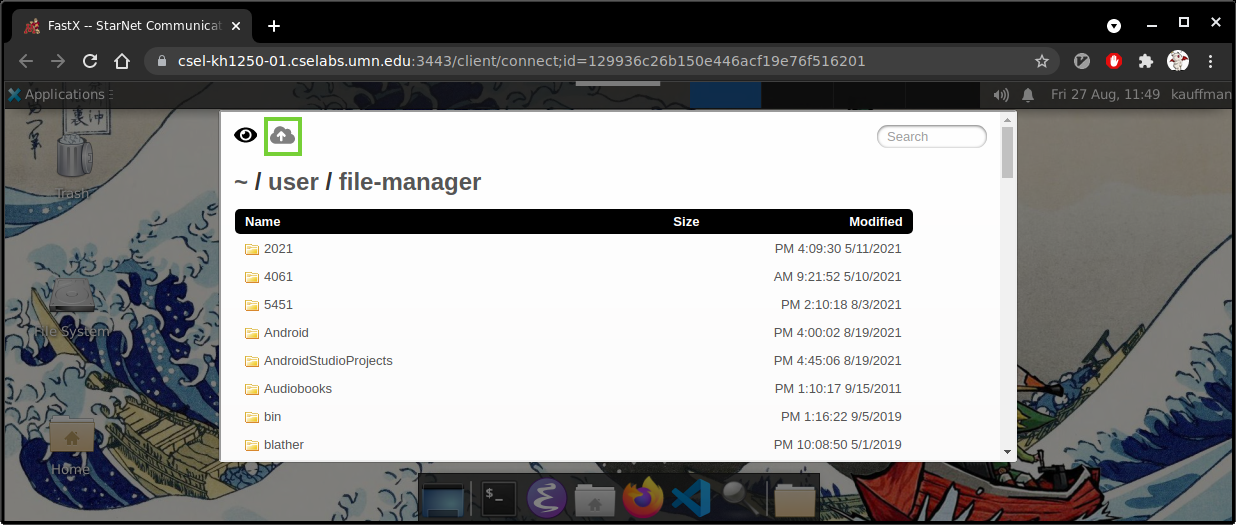 FastX -- StarNet Communicat
csel-kh1250-01.cselabs.umn.edu:3443/client/connect;id=129936c26b150e446acf19e76f516201
Applications
Fri 27 Aug, 11:49 kauffman
Search
~ / user / file-manager
Name Size Modified
2021 PM 4:09:30 5/11/2021
4061 AM 9:21:52 5/10/2021
5451 PM 2:10:18 8/3/2021
Android PM 4:00:02 8/19/2021
AndroidStudioProjects PM 4:45:06 8/19/2021
Audiobooks PM 1:10:17 9/15/2011
bin PM 1:16:22 9/5/2019
blather PM 10:08:50 5/1/2019
Trash
File System
Home
$_